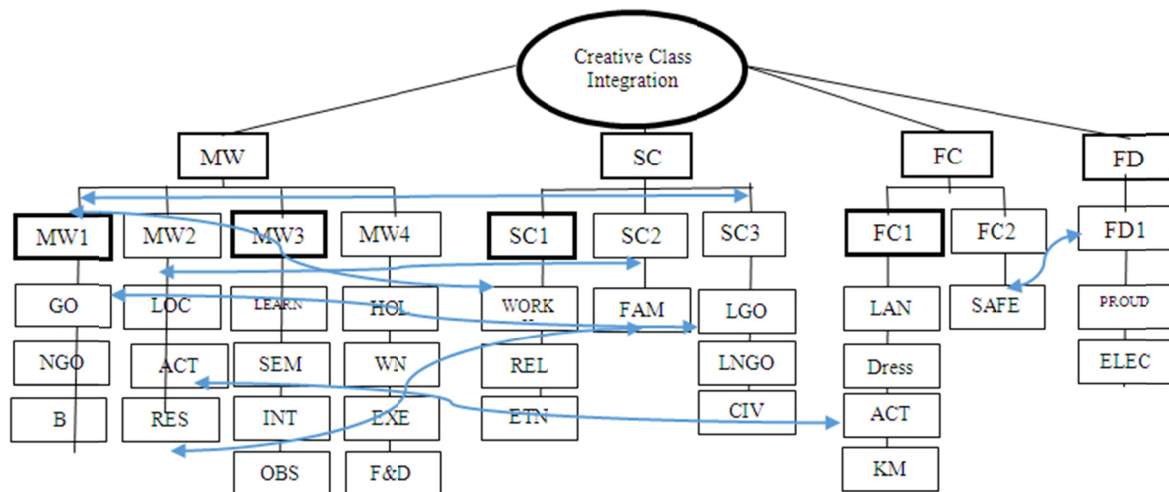 Creative Class
Integration
MW
SC
FC
FD
MW1
MW2
MW3
MW4
SC1
SC2
SC3
FC1
FC2
FD1
GO
LOC
LEARN
HOL
WORK
FAM
LGO
LAN
SAFE
PROUD
NGO
ACT
SEM
WN
REL
LNGO
Dress
ELEC
B
RES
INT
EXE
ETN
CIV
ACT
OBS
F&D
KM